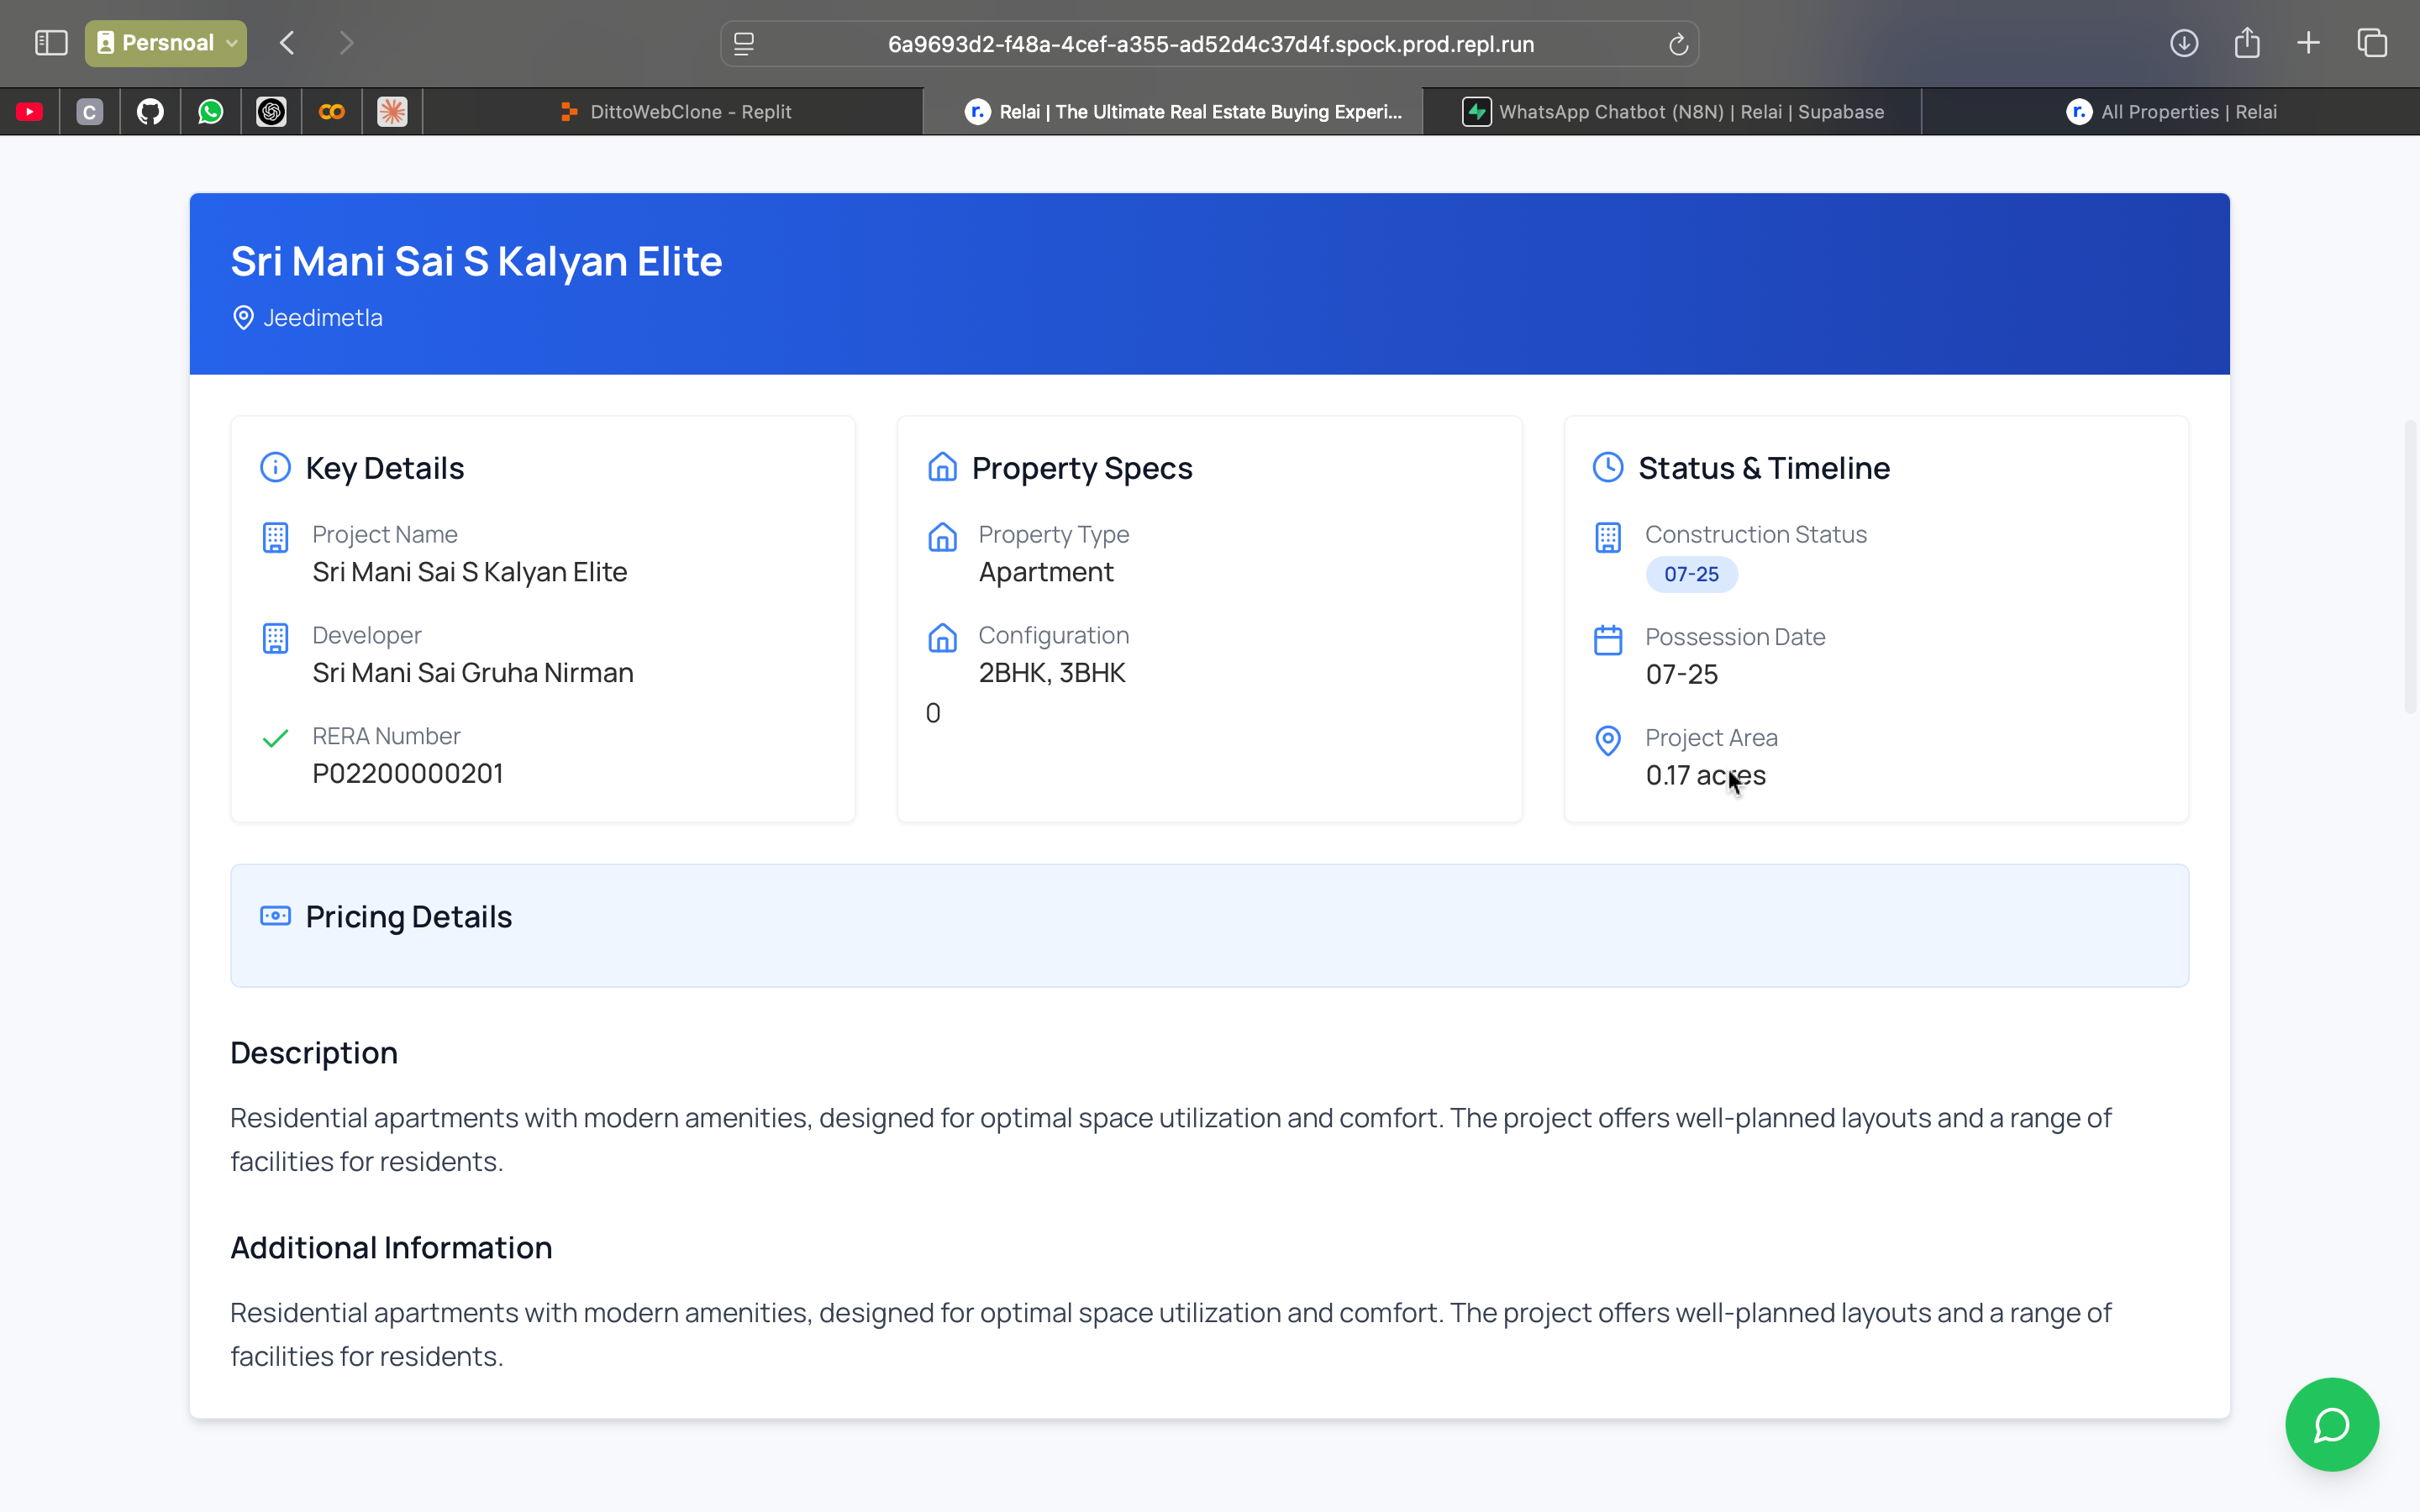 Persnoal
6a9693d2-f48a-4cef-a355-ad52d4c37d4f.spock.prod.repl.run
C
DittoWebClone - Replit
r.
Relai | The Ultimate Real Estate Buying Experi...
WhatsApp Chatbot (N8N) | Relai | Supabase
r.
All Properties | Relai
Sri Mani Sai S Kalyan Elite
Jeedimetla
Key Details
Project Name
Sri Mani Sai S Kalyan Elite
Developer
Sri Mani Sai Gruha Nirman
RERA Number
P02200000201
Property Specs
Property Type
Apartment
Configuration
2BHK, 3BHK
0
Status & Timeline
Construction Status
07-25
Possession Date
07-25
Project Area
0.17 acres
Pricing Details
Description
Residential apartments with modern amenities, designed for optimal space utilization and comfort. The project offers well-planned layouts and a range of
facilities for residents.
Additional Information
Residential apartments with modern amenities, designed for optimal space utilization and comfort. The project offers well-planned layouts and a range of
facilities for residents.